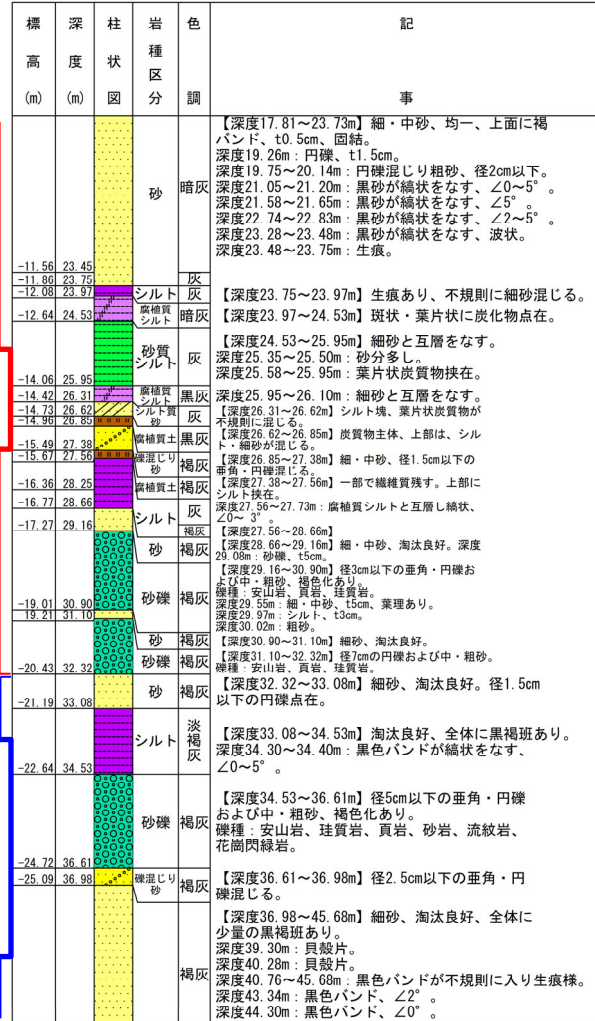 標高(m) 深度(m) 柱状図 岩種区分 色調 記事
-11.56 23.45
-11.86 23.75
-12.08 23.97
-12.64 24.53
-14.06 25.95
-14.42 26.31
-14.73 26.62
-14.96 26.85
-15.49 27.38
-15.67 27.56
-16.36 28.25
-16.77 28.66
-17.27 29.16
-19.01 30.90
-19.21 31.10
-20.43 32.32
-21.19 33.08
-22.64 34.53
-24.72 36.61
-25.09 36.98
砂 暗灰
灰
シルト 灰
腐植質シルト 暗灰
砂質シルト 灰
腐植質シルト 黒灰
シルト質砂 灰
腐植質土 黒灰
礫混じり砂 褐灰
腐植質土 褐灰
シルト 灰
褐灰
砂 褐灰
砂礫 褐灰
砂 褐灰
砂礫 褐灰
砂 褐灰
シルト 淡褐灰
砂礫 褐灰
礫混じり砂 褐灰
褐灰
【深度17.81~23.73m】細・中砂、均一、上面に褐
バンド、t0.5cm、固結。
深度19.26m:円礫、t1.5cm。
深度19.75~20.14m:円礫混じり粗砂、径2cm以下。
深度21.05~21.20m:黒砂が縞状をなす、∠0~5°。
深度21.58~21.65m:黒砂が縞状をなす、∠5°。
深度22.74~22.83m:黒砂が縞状をなす、∠2~5°。
深度23.28~23.48m:黒砂が縞状をなす、波状。
深度23.48~23.75m:生痕。
【深度23.75~23.97m】生痕あり、不規則に細砂混じる。
【深度23.97~24.53m】斑状・葉片状に炭化物点在。
【深度24.53~25.95m】細砂と互層をなす。
深度25.35~25.50m:砂分多し。
深度25.58~25.95m:葉片状炭質物挟在。
深度25.95~26.10m:細砂と互層をなす。
【深度26.31~26.62m】シルト塊、葉片状炭質物が
不規則に混じる。
【深度26.62~26.85m】炭質物主体、上部は、シル
ト・細砂が混じる。
【深度26.85~27.38m】細・中砂、径1.5cm以下の
亜角・円礫混じる。
【深度27.38~27.56m】一部で繊維質残す。上部に
シルト挟在。
深度27.56~27.73m:腐植質シルトと互層し縞状、
∠0~ 3°。
【深度27.56~28.66m】
【深度28.66~29.16m】細・中砂、淘汰良好。深度
29.08m:砂礫、t5cm。
【深度29.16~30.90m】径3cm以下の亜角・円礫お
よび中・粗砂、褐色化あり。
礫種:安山岩、頁岩、珪質岩。
深度29.55m:細・中砂、t5cm、葉理あり。
深度29.97m:シルト、t3cm。
深度30.02m:粗砂。
【深度30.90~31.10m】細砂、淘汰良好。
【深度31.10~32.32m】径7cmの円礫および中・粗砂。
礫種:安山岩、頁岩、珪質岩。
【深度32.32~33.08m】細砂、淘汰良好。径1.5cm
以下の円礫点在。
【深度33.08~34.53m】淘汰良好、全体に黒褐斑あり。
深度34.30~34.40m:黒色バンドが縞状をなす、
∠0~5°。
【深度34.53~36.61m】径5cm以下の亜角・円礫
および中・粗砂、褐色化あり。
礫種:安山岩、珪質岩、頁岩、砂岩、流紋岩、
花崗閃緑岩。
【深度36.61~36.98m】径2.5cm以下の亜角・円
礫混じる。
【深度36.98~45.68m】細砂、淘汰良好、全体に
少量の黒褐斑あり。
深度39.30m:貝殻片。
深度40.28m:貝殻片。
深度40.76~45.68m:黒色バンドが不規則に入り生痕様。
深度43.34m:黒色バンド、∠2°。
深度44.30m:黒色バンド、∠0°。